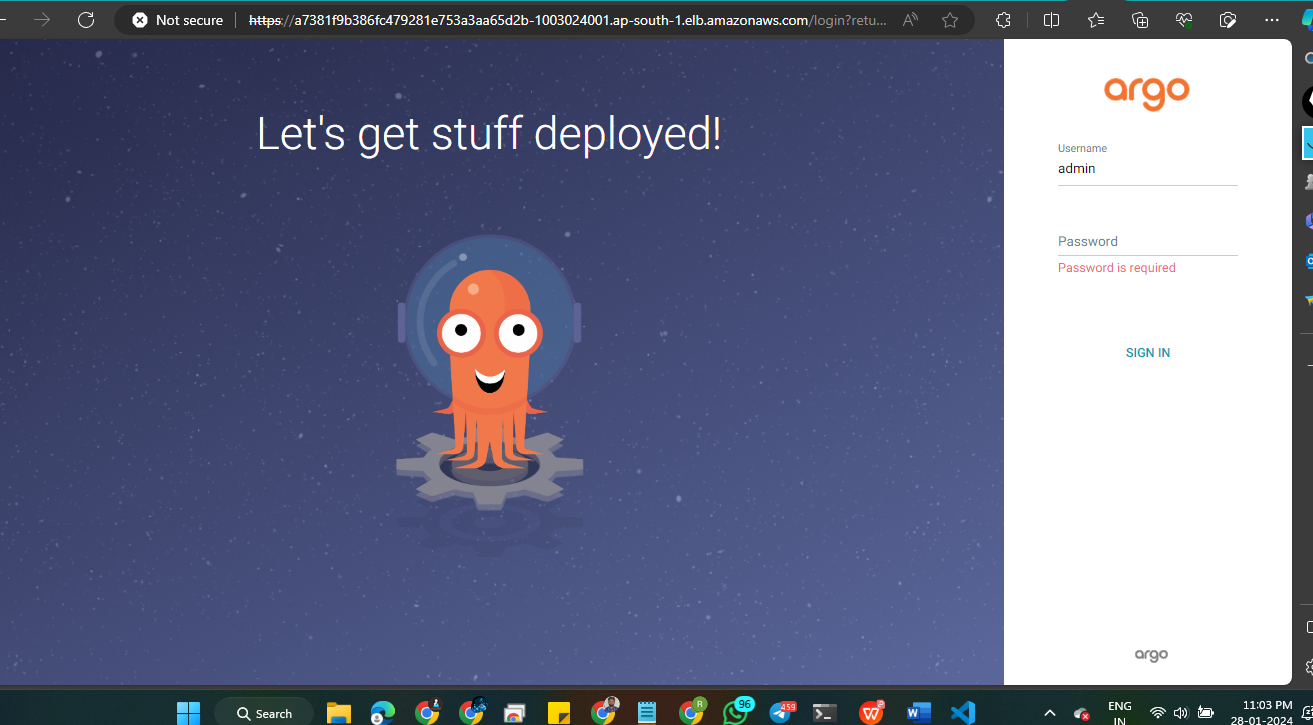 Not secure
https://a7381f9b386fc479281e753a3aa65d2b-1003024001.ap-south-1.elb.amazonaws.com/login?retu...
Let's get stuff deployed!
argo
Username
admin
Password
Password is required
SIGN IN
argo
Search
R
96
459
ENG
IN
11:03 PM
28-01-2024